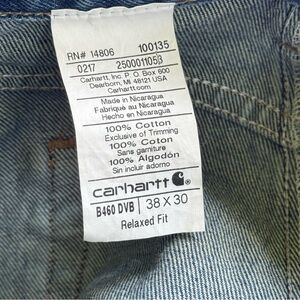 RN# 14806 100135
0217 250001105B
Carhartt, Inc. P. O. Box 600
Dearborn, MI 48121 USA
Carhartt.com
Made in Nicaragua
Fabriqué au Nicaragua
Hecho en Nicaragua
100% Cotton
Exclusive of Trimming
100% Coton
Sans garniture
100% Algodón
Sin incluir adorno
carhartt
B460 DVB 38 X 30
Relaxed Fit